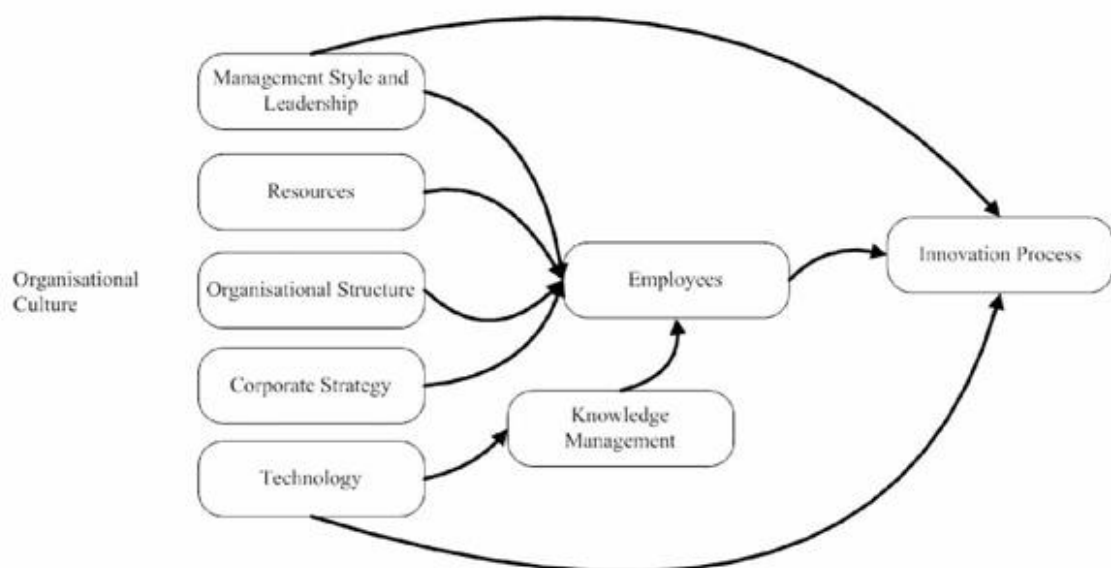 Management Style and
Leadership
Resources
Organisational
Culture
Organisational Structure
Employees
Innovation Process
Corporate Strategy
Knowledge
Management
Technology